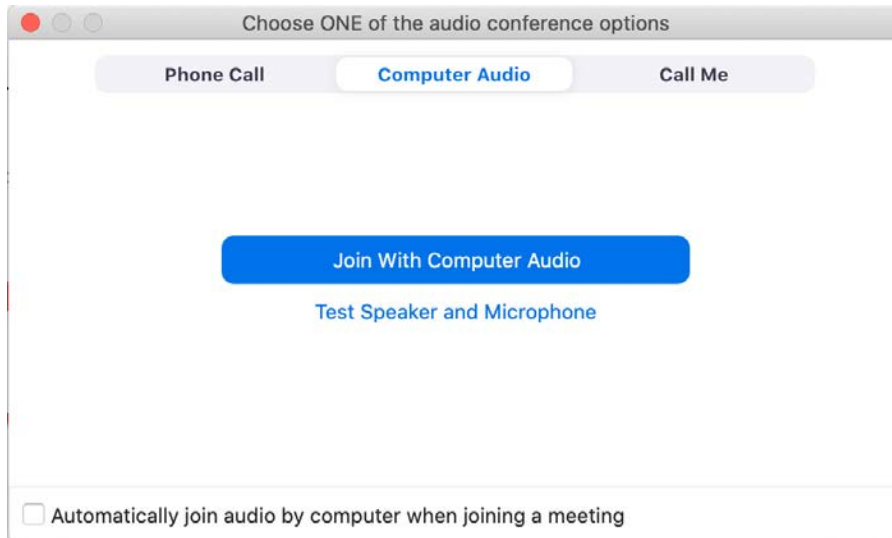 Choose ONE of the audio conference options
Phone Call Computer Audio Call Me
Join With Computer Audio
Test Speaker and Microphone
Automatically join audio by computer when joining a meeting